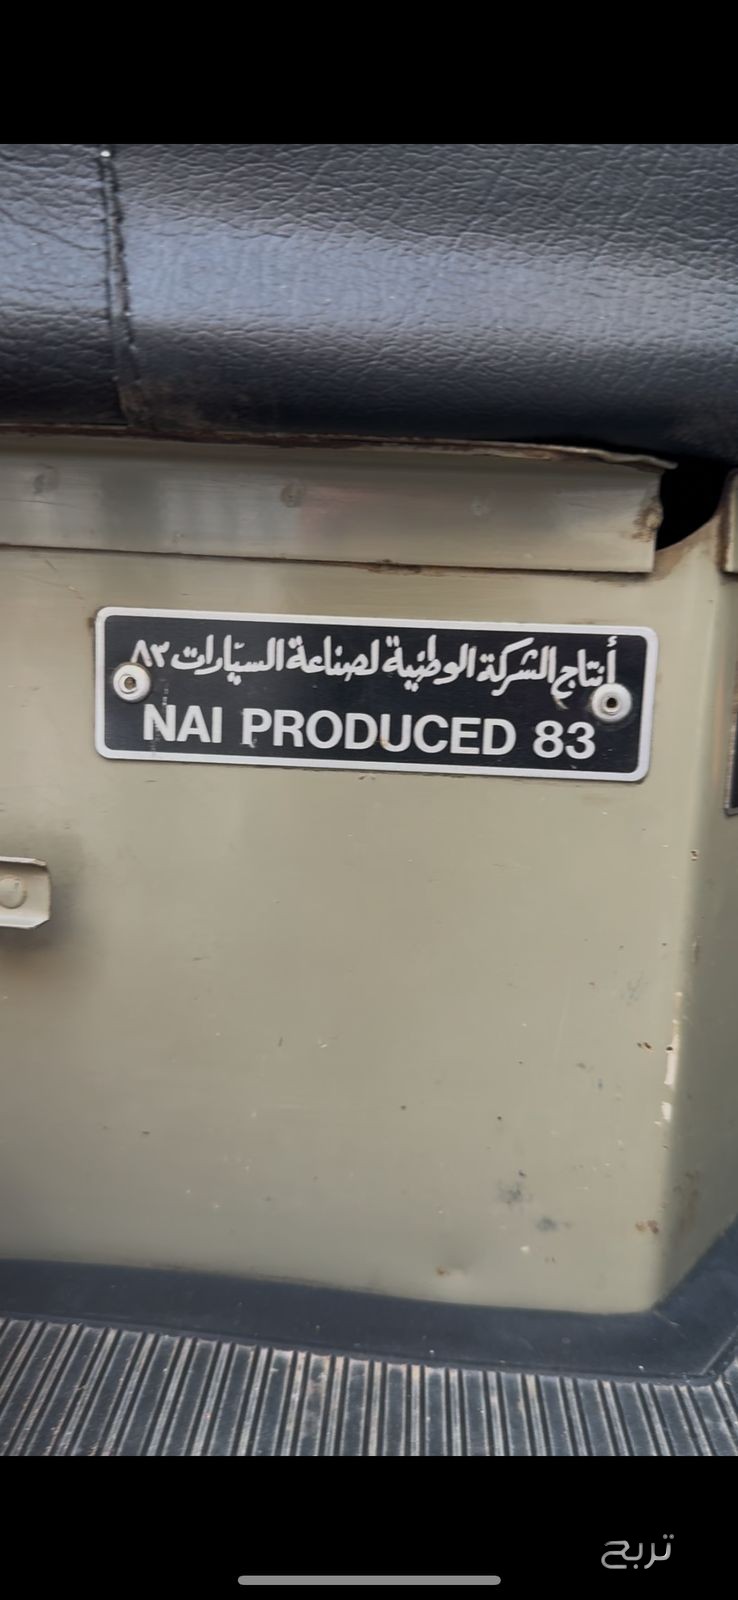 أنتاج الشركة الوطنية لصناعة السيارات ٨٣
NAI PRODUCED 83
تربح